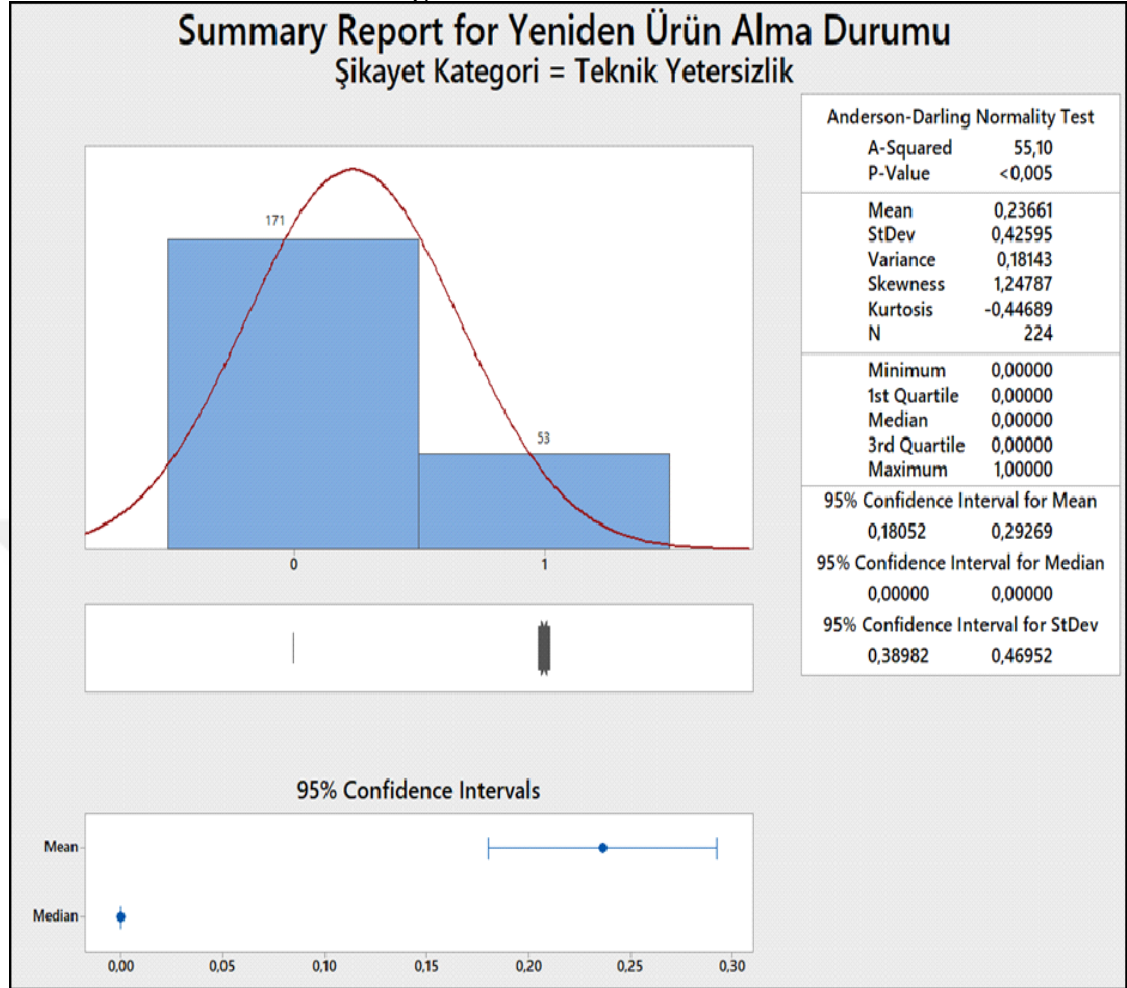 Summary Report for Yeniden Ürün Alma Durumu
Şikayet Kategori = Teknik Yetersizlik
171
53
0 1
Anderson-Darling Normality Test
A-Squared 55,10
P-Value <0,005
Mean 0,23661
StDev 0,42595
Variance 0,18143
Skewness 1,24787
Kurtosis -0,44689
N 224
Minimum 0,00000
1st Quartile 0,00000
Median 0,00000
3rd Quartile 0,00000
Maximum 1,00000
95% Confidence Interval for Mean
0,18052 0,29269
95% Confidence Interval for Median
0,00000 0,00000
95% Confidence Interval for StDev
0,38982 0,46952
95% Confidence Intervals
Mean
Median
0,00 0,05 0,10 0,15 0,20 0,25 0,30